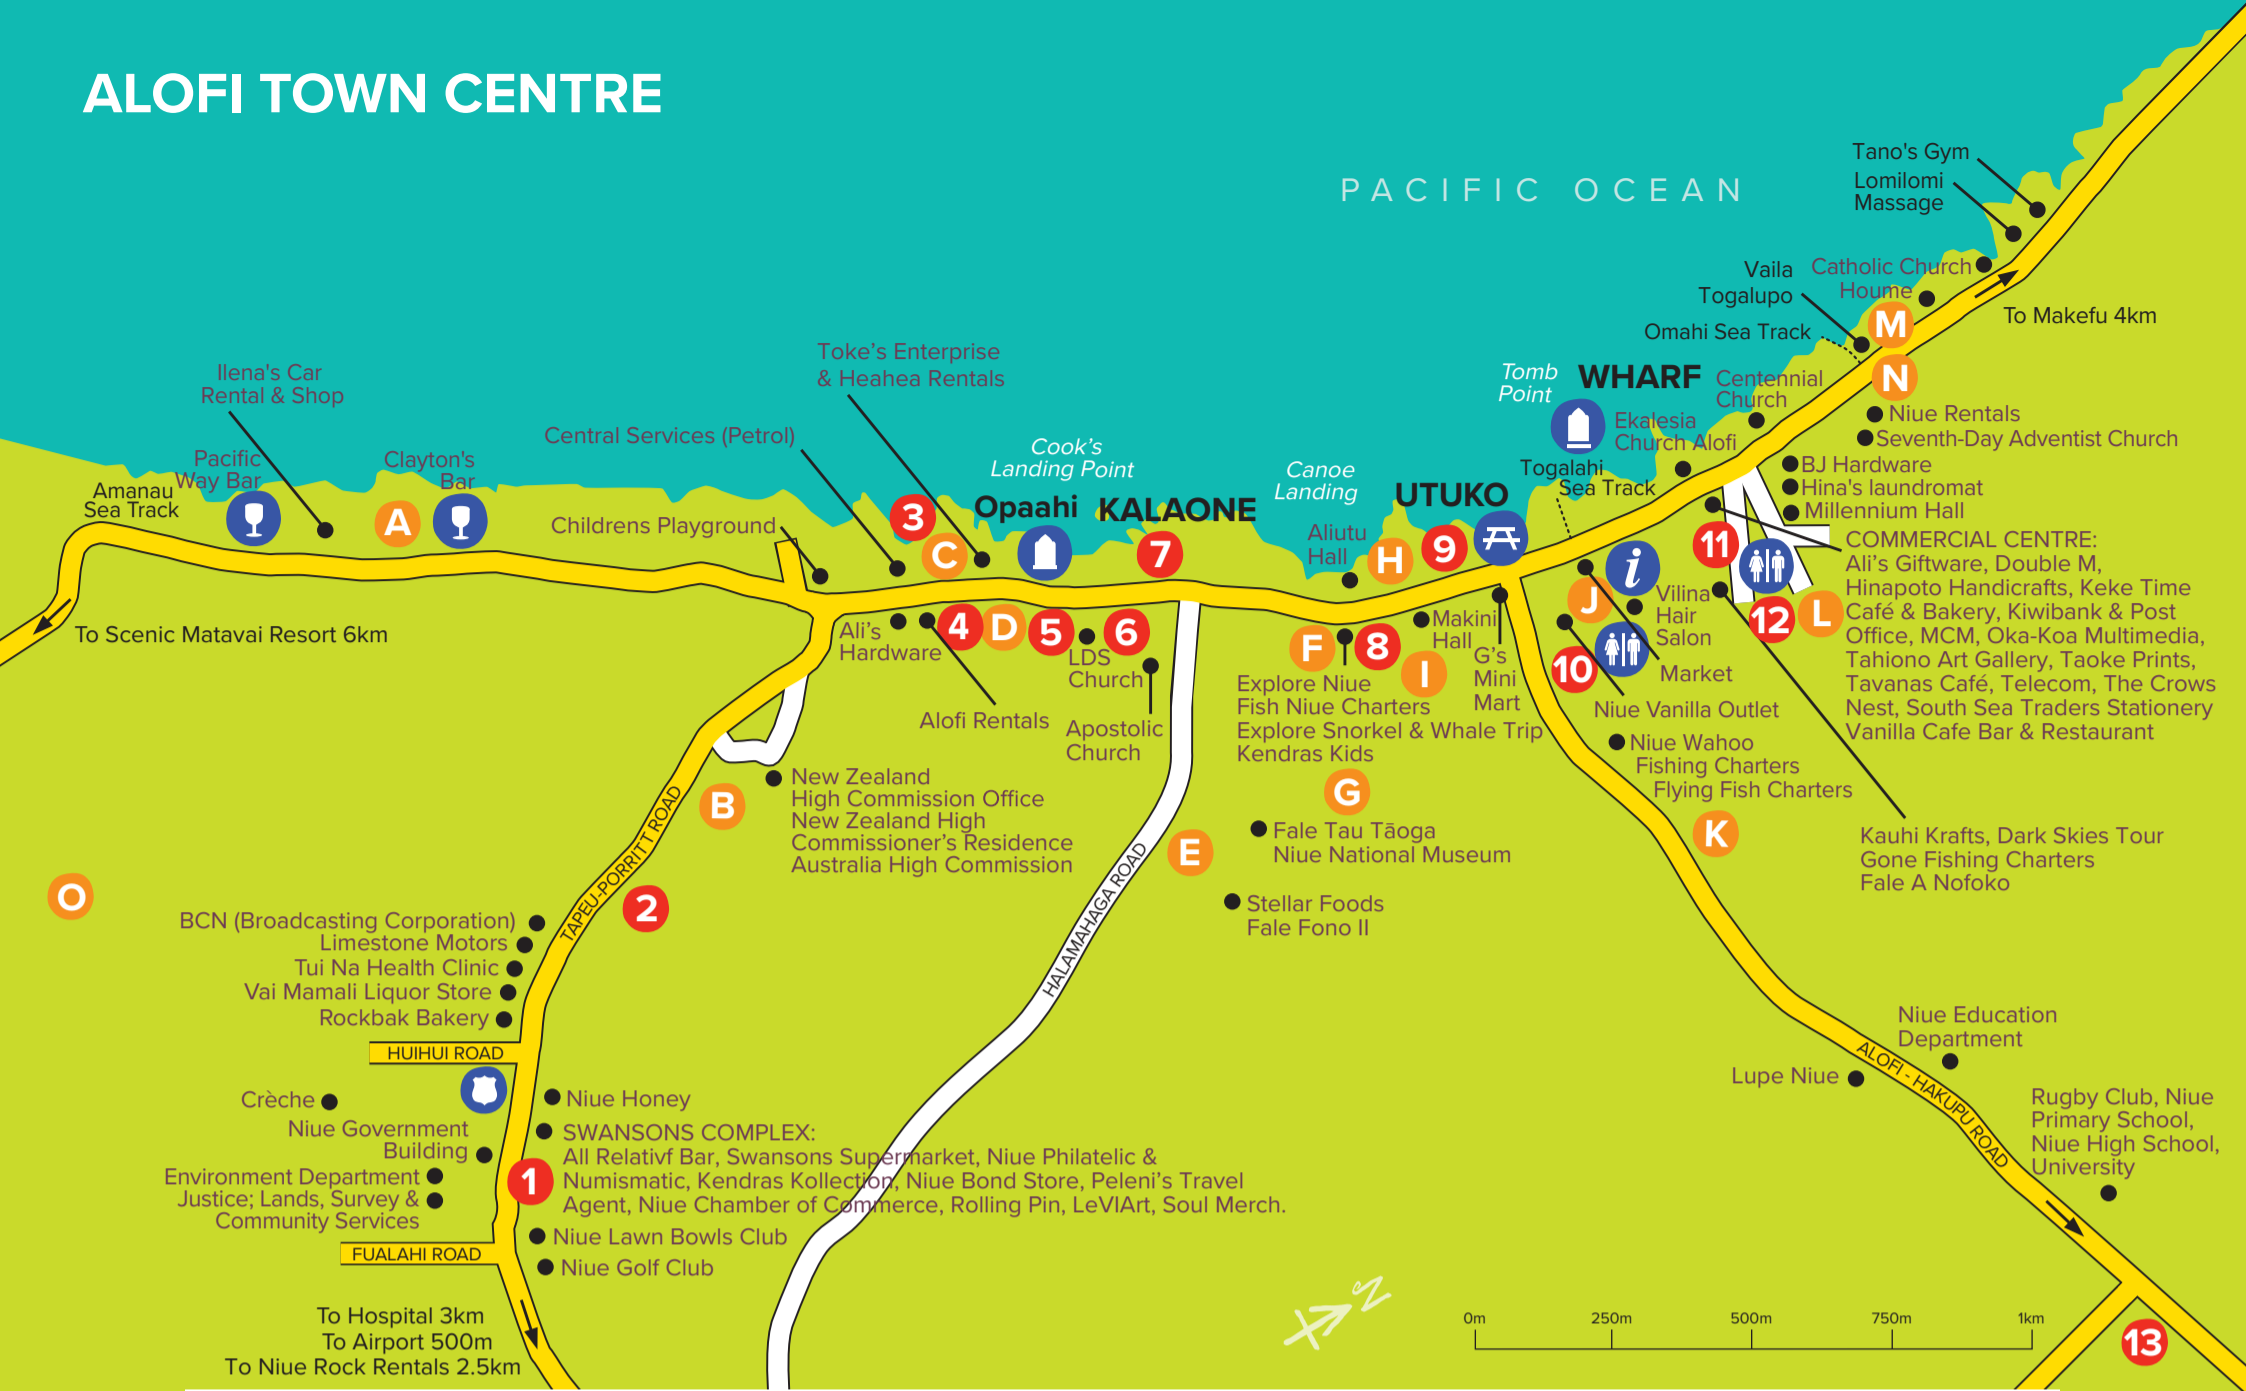 ALOFI TOWN CENTRE
PACIFIC OCEAN
Tano's Gym
Lomilomi
Massage
Catholic Church
Houme
Vaila
Togalupo
Omahi Sea Track
M
To Makefu 4km
N
Tomb
Point
WHARF
Centennial
Church
Ekalesia
Church Alofi
Togalahi
Sea Track
Niue Rentals
Seventh-Day Adventist Church
BJ Hardware
Hina's laundromat
Millennium Hall
COMMERCIAL CENTRE:
Ali's Giftware, Double M,
Hinapoto Handicrafts, Keke Time
Café & Bakery, Kiwibank & Post
Office, MCM, Oka-Koa Multimedia,
Tahiono Art Gallery, Taoke Prints,
Tavanas Café, Telecom, The Crows
Nest, South Sea Traders Stationery
Vanilla Cafe Bar & Restaurant
Ilena's Car
Rental & Shop
Pacific
Way Bar
Clayton's
Bar
Amanau
Sea Track
A
To Scenic Matavai Resort 6km
Toke's Enterprise
& Heahea Rentals
Central Services (Petrol)
Childrens Playground
3
C
Cook's
Landing Point
Opaahi
KALAONE
7
Canoe
Landing
UTUKO
Aliutu
Hall
H
9
i
11
J
Vilina
Hair
Salon
12
L
Market
10
Niue Vanilla Outlet
Niue Wahoo
Fishing Charters
Flying Fish Charters
K
Kauhi Krafts, Dark Skies Tour
Gone Fishing Charters
Fale A Nofoko
Ali's
Hardware
4
D
5
6
LDS
Church
Alofi Rentals
Apostolic
Church
F
8
Makini
Hall
I
G's
Mini
Mart
Explore Niue
Fish Niue Charters
Explore Snorkel & Whale Trip
Kendras Kids
G
Fale Tau Tāoga
Niue National Museum
E
Stellar Foods
Fale Fono II
B
New Zealand
High Commission Office
New Zealand High
Commissioner's Residence
Australia High Commission
TAPEU-PORRITT ROAD
HALAMAHAGA ROAD
O
2
BCN (Broadcasting Corporation)
Limestone Motors
Tui Na Health Clinic
Vai Mamali Liquor Store
Rockbak Bakery
HUIHUI ROAD
Crèche
Niue Government
Building
Environment Department
Justice; Lands, Survey &
Community Services
FUALAHI ROAD
Niue Honey
SWANSONS COMPLEX:
All Relativf Bar, Swansons Supermarket, Niue Philatelic &
Numismatic, Kendras Kollection, Niue Bond Store, Peleni's Travel
Agent, Niue Chamber of Commerce, Rolling Pin, LeVIArt, Soul Merch.
1
Niue Lawn Bowls Club
Niue Golf Club
To Hospital 3km
To Airport 500m
To Niue Rock Rentals 2.5km
Niue Education
Department
Lupe Niue
ALOFI - HAKUPU ROAD
Rugby Club, Niue
Primary School,
Niue High School,
University
N
0m 250m 500m 750m 1km
13